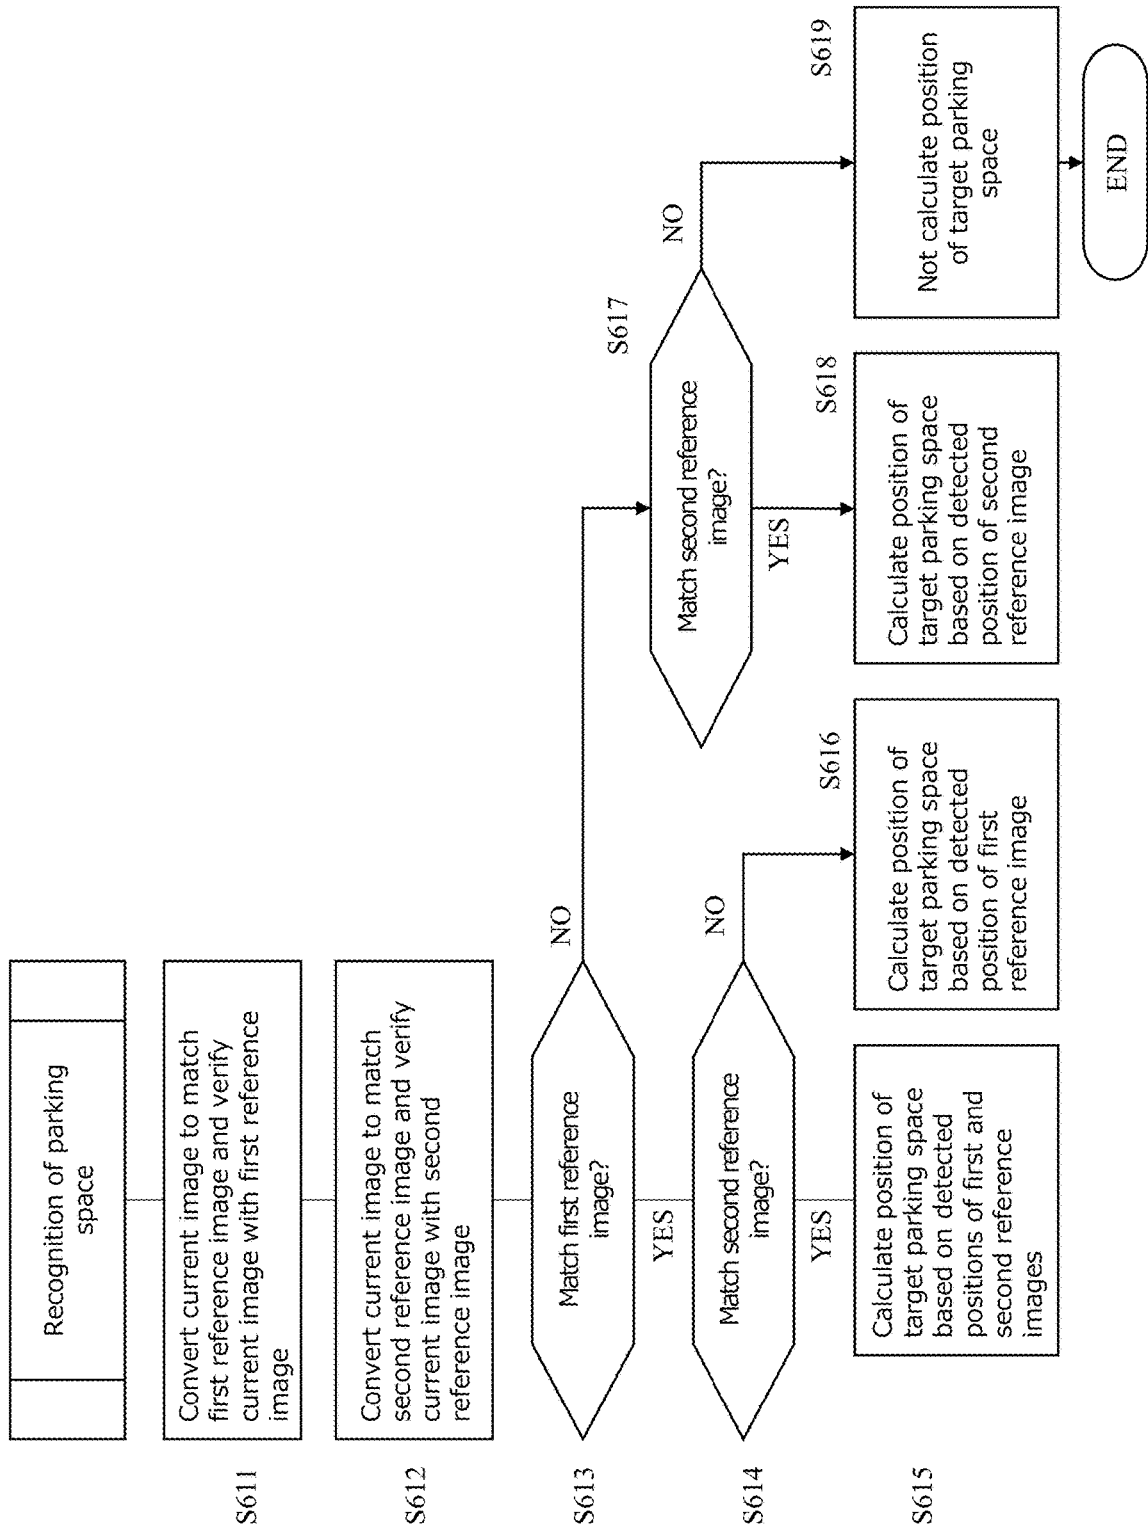 Recognition of parking
space
S611
Convert current image to match
first reference image and verify
current image with first reference
image
S612
Convert current image to match
second reference image and verify
current image with second
reference image
S613
Match first reference
image?
NO
YES
S614
Match second reference
image?
NO
YES
S615
Calculate position of
target parking space
based on detected
positions of first and
second reference
images
S616
Calculate position of
target parking space
based on detected
position of first
reference image
S617
Match second reference
image?
NO
YES
S618
Calculate position of
target parking space
based on detected
position of second
reference image
S619
Not calculate position
of target parking
space
END